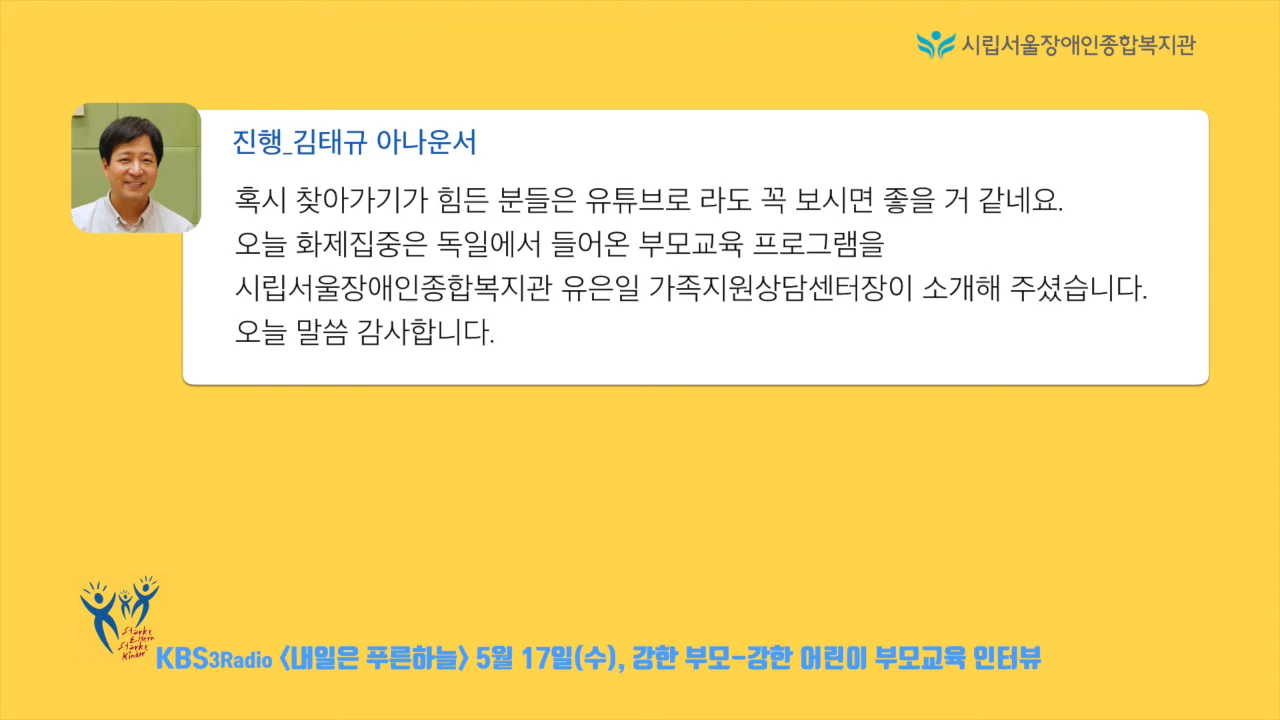 시립서울장애인종합복지관
진행_김태규 아나운서
혹시 찾아가기가 힘든 분들은 유튜브로 라도 꼭 보시면 좋을 거 같네요.
오늘 화제집중은 독일에서 들어온 부모교육 프로그램을
시립서울장애인종합복지관 유은일 가족지원상담센터장이 소개해 주셨습니다.
오늘 말씀 감사합니다.
Starke
Eltern
Starke
Kinder
KBS3Radio <내일은 푸른하늘> 5월 17일(수), 강한 부모-강한 어린이 부모교육 인터뷰